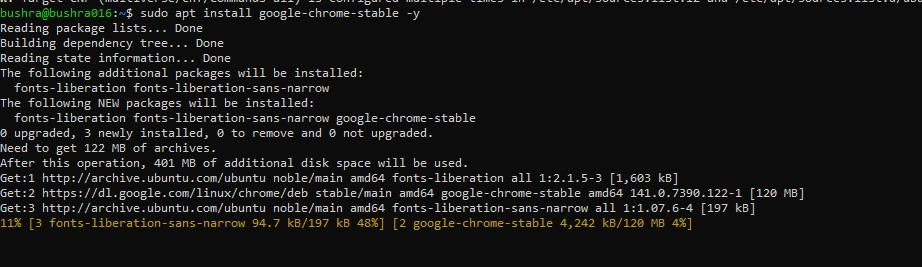 bushra@bushra016:~$ sudo apt install google-chrome-stable -y
Reading package lists... Done
Building dependency tree... Done
Reading state information... Done
The following additional packages will be installed:
  fonts-liberation fonts-liberation-sans-narrow
The following NEW packages will be installed:
  fonts-liberation fonts-liberation-sans-narrow google-chrome-stable
0 upgraded, 3 newly installed, 0 to remove and 0 not upgraded.
Need to get 122 MB of archives.
After this operation, 401 MB of additional disk space will be used.
Get:1 http://archive.ubuntu.com/ubuntu noble/main amd64 fonts-liberation all 1:2.1.5-3 [1,603 kB]
Get:2 https://dl.google.com/linux/chrome/deb stable/main amd64 google-chrome-stable amd64 141.0.7390.122-1 [120 MB]
Get:3 http://archive.ubuntu.com/ubuntu noble/main amd64 fonts-liberation-sans-narrow all 1:1.07.6-4 [197 kB]
11% [3 fonts-liberation-sans-narrow 94.7 kB/197 kB 48%] [2 google-chrome-stable 4,242 kB/120 MB 4%]